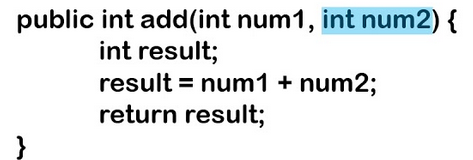 public int add(int num1, int num2) {
int result;
result = num1 + num2;
return result;
}